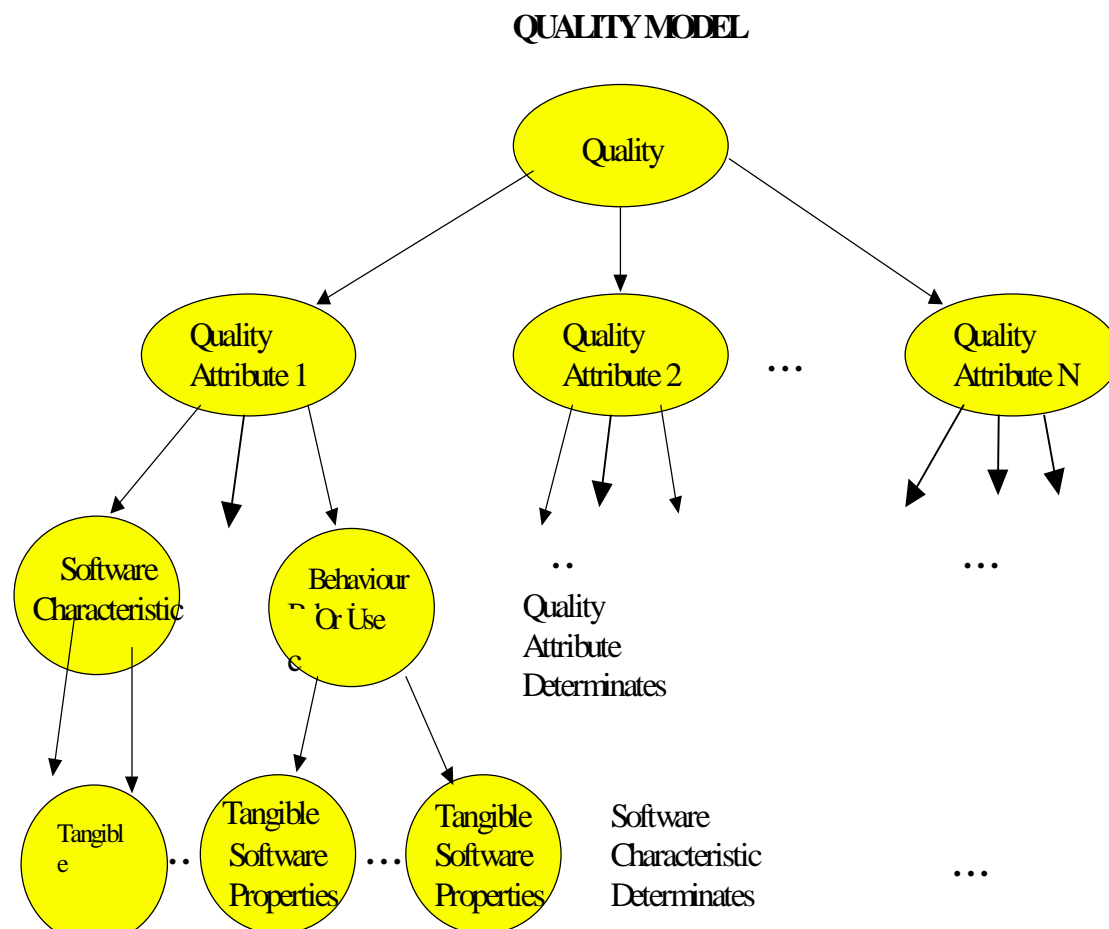 QUALITY MODEL
Quality
Quality
Attribute 1
Quality
Attribute 2
...
Quality
Attribute N
Software
Characteristic
Behaviour
Or Use
c
..
Quality
Attribute
Determinates
...
Tangibl
e
..
Tangible
Software
Properties
...
Tangible
Software
Properties
Software
Characteristic
Determinates
...